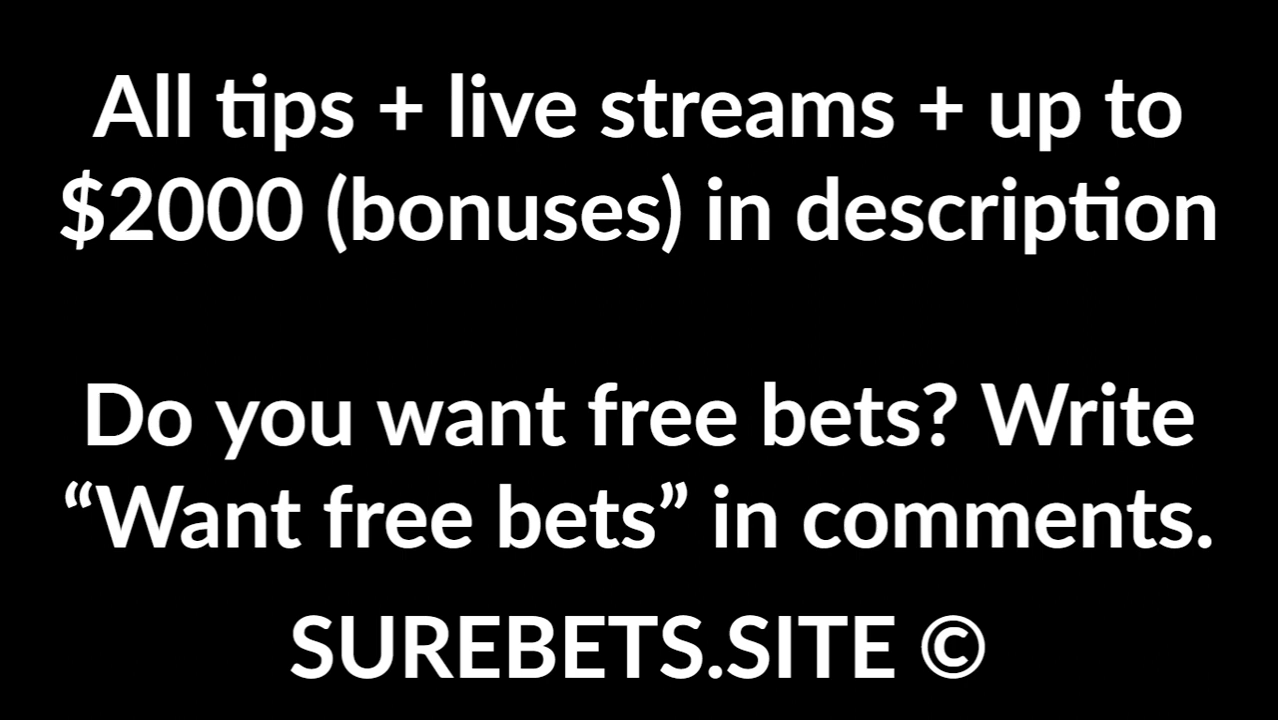 All tips + live streams + up to
$2000 (bonuses) in description
Do you want free bets? Write
“Want free bets” in comments.
SUREBETS.SITE ©